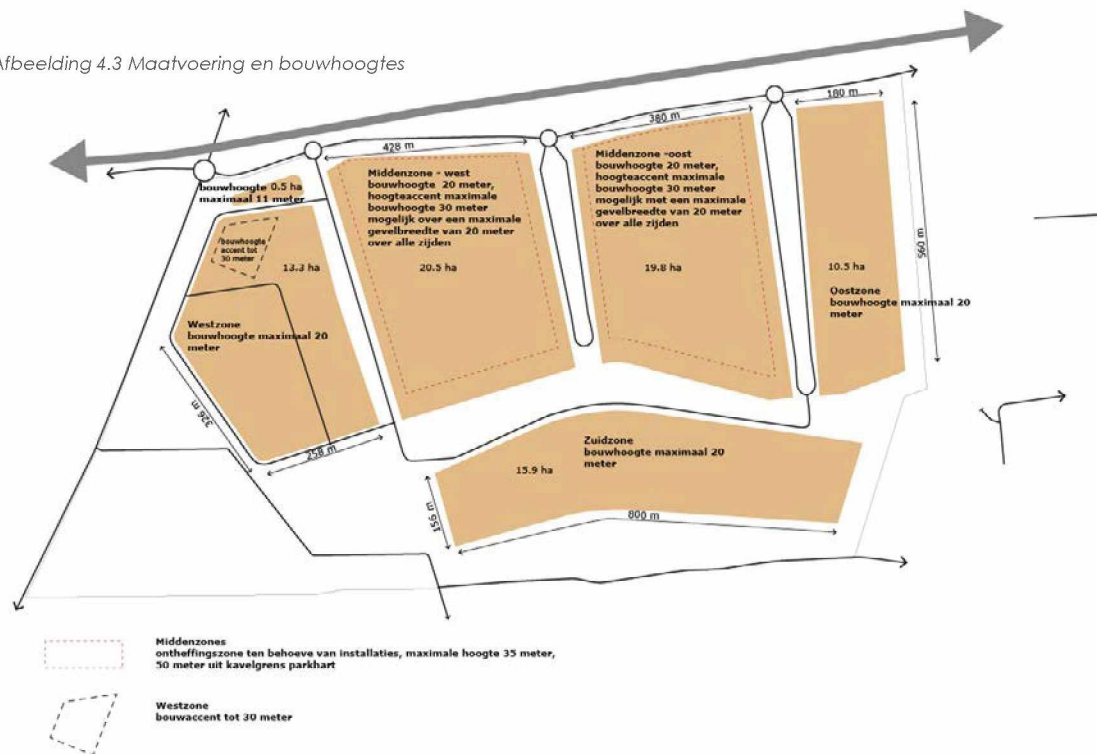 Afbeelding 4.3 Maatvoering en bouwhoogtes
180 m
380 m
428 m
bouwhoogte 0.5 ha
maximaal 11 meter
Middenzone - west
bouwhoogte 20 meter,
hoogteaccent maximale
bouwhoogte 30 meter
mogelijk over een maximale
gevelbreedte van 20 meter
over alle zijden
20.5 ha
Middenzone -oost
bouwhoogte 20 meter,
hoogteaccent maximale
bouwhoogte 30 meter
mogelijk met een maximale
gevelbreedte van 20 meter
over alle zijden
19.8 ha
560 m
10.5 ha
Oostzone
bouwhoogte maximaal 20
meter
bouwhoogte
accent tot
30 meter
13.3 ha
Westzone
bouwhoogte maximaal 20
meter
326 m
258 m
Zuidzone
bouwhoogte maximaal 20
meter
15.9 ha
156 m
800 m
Middenzones
ontheffingszone ten behoeve van installaties, maximale hoogte 35 meter,
50 meter uit kavelgrens parkhart
Westzone
bouwaccent tot 30 meter